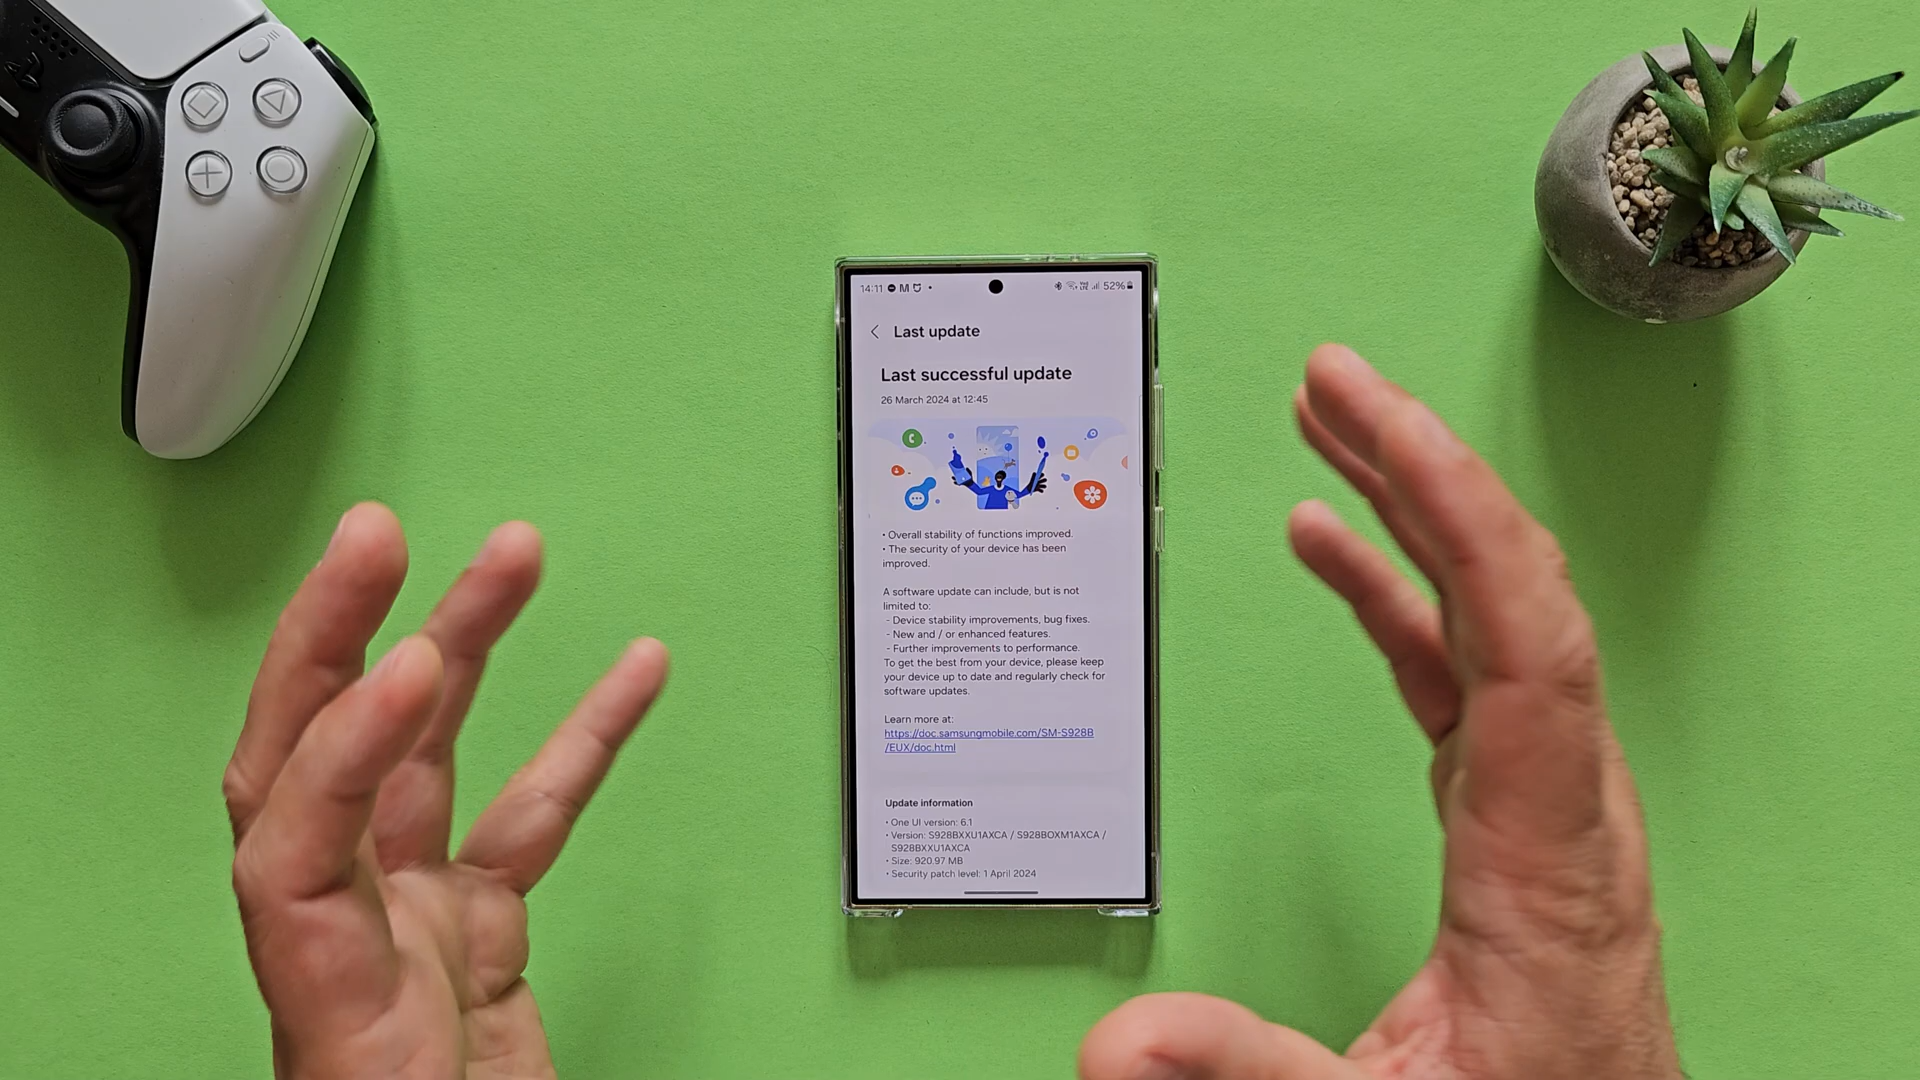 14:11 M 52%
Last update
Last successful update
26 March 2024 at 12:45
• Overall stability of functions improved.
• The security of your device has been
improved.
A software update can include, but is not
limited to:
- Device stability improvements, bug fixes.
- New and / or enhanced features.
- Further improvements to performance.
To get the best from your device, please keep
your device up to date and regularly check for
software updates.
Learn more at:
https://doc.samsungmobile.com/SM-S928B
/EUX/doc.html
Update information
• One UI version: 6.1
• Version: S928BXXU1AXCA / S928BOXM1AXCA /
S928BXXU1AXCA
• Size: 920.97 MB
• Security patch level: 1 April 2024